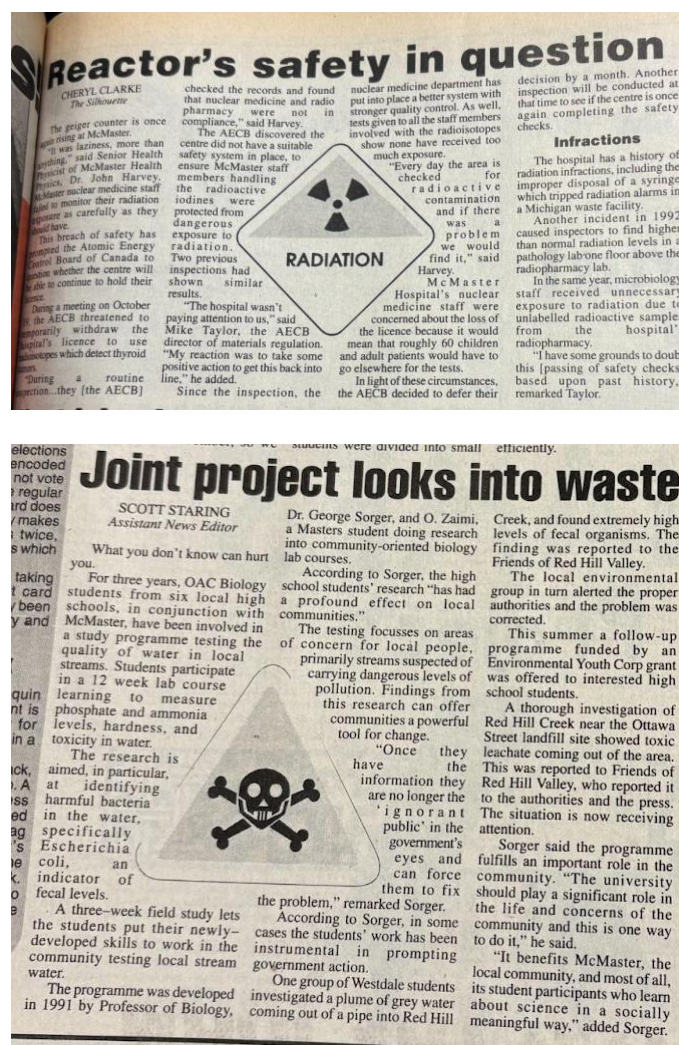 Reactor's safety in question
CHERYL CLARKE
The Silhouette
The geiger counter is once
again rising at McMaster.
"It was laziness, more than
anything," said Senior Health
Physicist of McMaster Health
Physics, Dr. John Harvey.
McMaster nuclear medicine staff
failed to monitor their radiation
exposure as carefully as they
should have.
This breach of safety has
prompted the Atomic Energy
Control Board of Canada to
question whether the centre will
be able to continue to hold their
licence.
During a meeting on October
the AECB threatened to
temporarily withdraw the
hospital's licence to use
radioisotopes which detect thyroid
"During a routine
inspection...they [the AECB]
checked the records and found
that nuclear medicine and radio
pharmacy were not in
compliance," said Harvey.
The AECB discovered the
centre did not have a suitable
safety system in place, to
ensure McMaster staff
members handling
the radioactive
iodines were
protected from
dangerous
exposure to
radiation.
Two previous
inspections had
shown similar
results.
"The hospital wasn't
paying attention to us," said
Mike Taylor, the AECB
director of materials regulation.
"My reaction was to take some
positive action to get this back into
line," he added.
Since the inspection, the
RADIATION
nuclear medicine department has
put into place a better system with
stronger quality control. As well,
tests given to all the staff members
involved with the radioisotopes
show none have received too
much exposure.
"Every day the area is
checked for
radioactive
contamination
and if there
was a
problem
we would
find it," said
Harvey.
McMaster
Hospital's nuclear
medicine staff were
concerned about the loss of
the licence because it would
mean that roughly 60 children
and adult patients would have to
go elsewhere for the tests.
In light of these circumstances,
the AECB decided to defer their
decision by a month. Another
inspection will be conducted at
that time to see if the centre is once
again completing the safety
checks.
Infractions
The hospital has a history of
radiation infractions, including the
improper disposal of a syringe
which tripped radiation alarms in
a Michigan waste facility.
Another incident in 1992
caused inspectors to find higher
than normal radiation levels in a
pathology lab one floor above the
radiopharmacy lab.
In the same year, microbiology
staff received unnecessary
exposure to radiation due to
unlabelled radioactive sample
from the hospital'
radiopharmacy.
"I have some grounds to doub
this [passing of safety checks
based upon past history,
remarked Taylor.
elections
encoded
not vote
regular
ard does
makes
twice,
s which
taking
t card
been
y and
quin
nt is
for
in a
ck,
. A
ss
ed
ag
's
e
k.
o
e
students were divided into small efficiently.
Joint project looks into waste
SCOTT STARING
Assistant News Editor
What you don't know can hurt
you.
For three years, OAC Biology
students from six local high
schools, in conjunction with
McMaster, have been involved in
a study programme testing the
quality of water in local
streams. Students participate
in a 12 week lab course
learning to measure
phosphate and ammonia
levels, hardness, and
toxicity in water.
The research is
aimed, in particular,
at identifying
harmful bacteria
in the water,
specifically
Escherichia
coli, an
indicator of
fecal levels.
A three–week field study lets
the students put their newly–
developed skills to work in the
community testing local stream
water.
The programme was developed
in 1991 by Professor of Biology,
Dr. George Sorger, and O. Zaimi,
a Masters student doing research
into community-oriented biology
lab courses.
According to Sorger, the high
school students' research "has had
a profound effect on local
communities."
The testing focusses on areas
of concern for local people,
primarily streams suspected of
carrying dangerous levels of
pollution. Findings from
this research can offer
communities a powerful
tool for change.
"Once they
have the
information they
are no longer the
'ignorant
public' in the
government's
eyes and
can force
them to fix
the problem," remarked Sorger.
According to Sorger, in some
cases the students' work has been
instrumental in prompting
government action.
One group of Westdale students
investigated a plume of grey water
coming out of a pipe into Red Hill
Creek, and found extremely high
levels of fecal organisms. The
finding was reported to the
Friends of Red Hill Valley.
The local environmental
group in turn alerted the proper
authorities and the problem was
corrected.
This summer a follow-up
programme funded by an
Environmental Youth Corp grant
was offered to interested high
school students.
A thorough investigation of
Red Hill Creek near the Ottawa
Street landfill site showed toxic
leachate coming out of the area.
This was reported to Friends of
Red Hill Valley, who reported it
to the authorities and the press.
The situation is now receiving
attention.
Sorger said the programme
fulfills an important role in the
community. "The university
should play a significant role in
the life and concerns of the
community and this is one way
to do it," he said.
"It benefits McMaster, the
local community, and most of all,
its student participants who learn
about science in a socially
meaningful way," added Sorger.